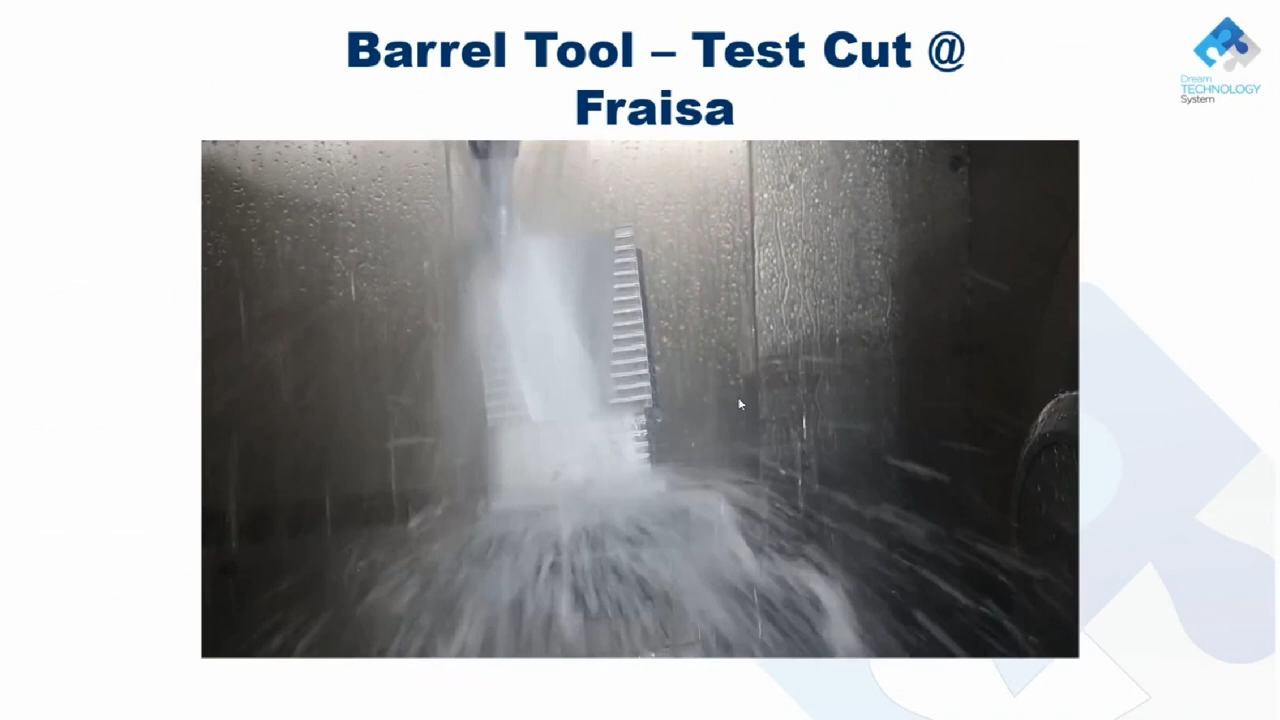 Barrel Tool – Test Cut @
Fraisa
Dream
TECHNOLOGY
System